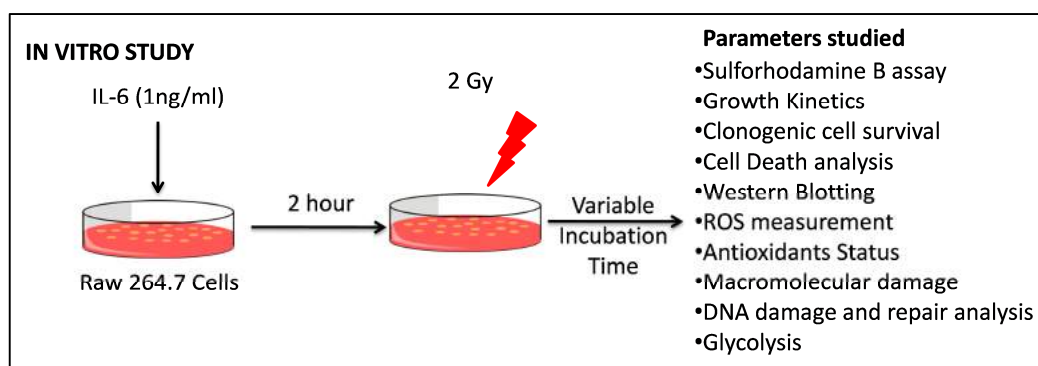 IN VITRO STUDY
IL-6 (1ng/ml)
Raw 264.7 Cells
2 hour
2 Gy
Variable
Incubation
Time
Parameters studied
•Sulforhodamine B assay
•Growth Kinetics
•Clonogenic cell survival
•Cell Death analysis
•Western Blotting
•ROS measurement
•Antioxidants Status
•Macromolecular damage
•DNA damage and repair analysis
•Glycolysis